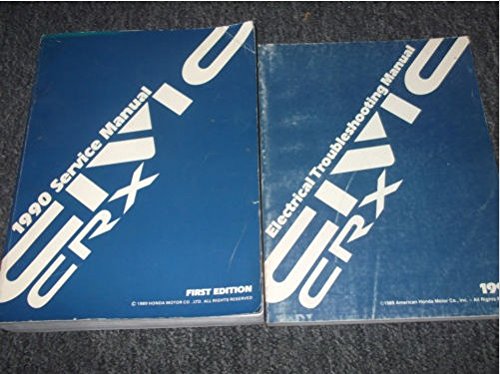 1990 Service Manual
CIVIC
CRX
FIRST EDITION
© 1989 HONDA MOTOR CO., LTD. ALL RIGHTS RESERVED
Electrical Troubleshooting Manual
CIVIC
CRX
199
©1989 American Honda Motor Co., Inc. - All Rights